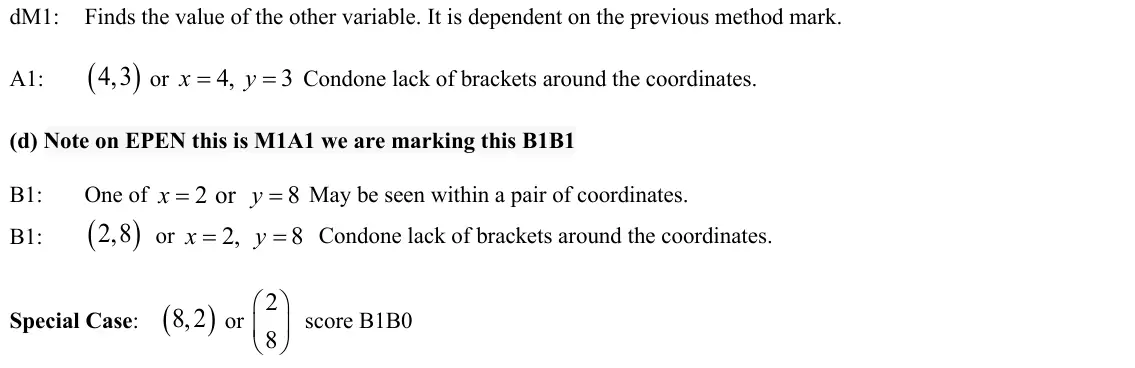 dM1: Finds the value of the other variable. It is dependent on the previous method mark.
A1: (4,3) or x = 4, y = 3 Condone lack of brackets around the coordinates.
(d) Note on EPEN this is M1A1 we are marking this B1B1
B1: One of x = 2 or y = 8 May be seen within a pair of coordinates.
B1: (2,8) or x = 2, y = 8 Condone lack of brackets around the coordinates.
Special Case: (8,2) or (2
8) score B1B0